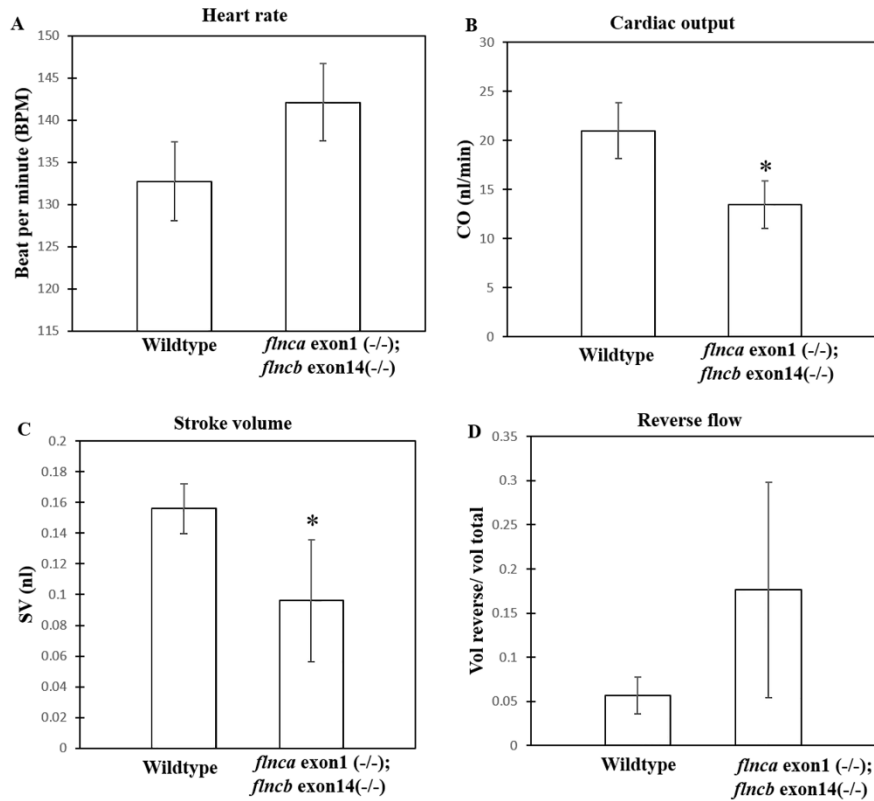 A
Heart rate
150
145
140
135
130
125
120
115
Beat per minute (BPM)
Wildtype
flnca exon1 (-/-);
flncb exon14(-/-)
B
Cardiac output
30
25
20
15
10
5
0
CO (nl/min)
*
Wildtype
flnca exon1 (-/-);
flncb exon14(-/-)
C
Stroke volume
0.2
0.18
0.16
0.14
0.12
0.1
0.08
0.06
0.04
0.02
0
SV (nl)
*
Wildtype
flnca exon1 (-/-);
flncb exon14(-/-)
D
Reverse flow
0.35
0.3
0.25
0.2
0.15
0.1
0.05
0
Vol reverse/ vol total
Wildtype
flnca exon1 (-/-);
flncb exon14(-/-)